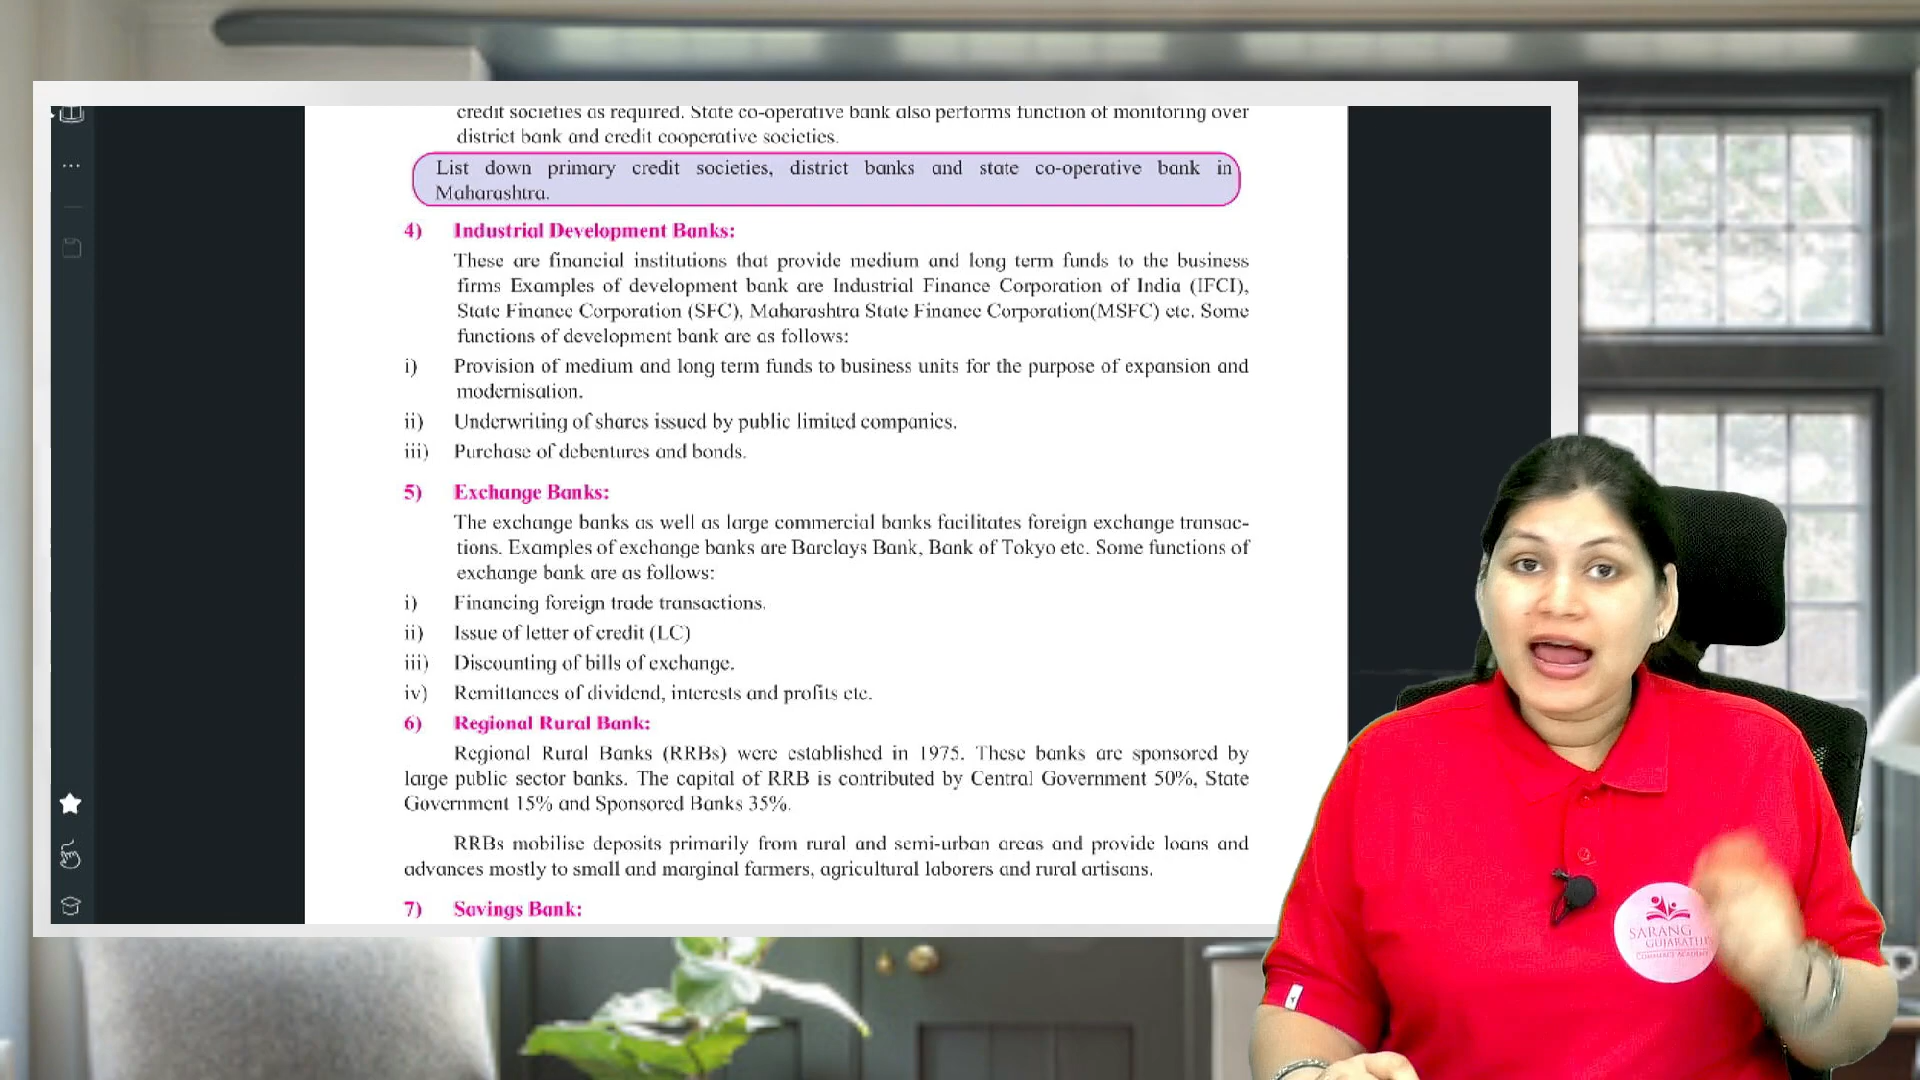 credit societies as required. State co-operative bank also performs function of monitoring over
district bank and credit cooperative societies.
List down primary credit societies, district banks and state co-operative bank in
Maharashtra.
4) Industrial Development Banks:
These are financial institutions that provide medium and long term funds to the business
firms Examples of development bank are Industrial Finance Corporation of India (IFCI),
State Finance Corporation (SFC), Maharashtra State Finance Corporation(MSFC) etc. Some
functions of development bank are as follows:
i) Provision of medium and long term funds to business units for the purpose of expansion and
modernisation.
ii) Underwriting of shares issued by public limited companies.
iii) Purchase of debentures and bonds.
5) Exchange Banks:
The exchange banks as well as large commercial banks facilitates foreign exchange transac-
tions. Examples of exchange banks are Barclays Bank, Bank of Tokyo etc. Some functions of
exchange bank are as follows:
i) Financing foreign trade transactions.
ii) Issue of letter of credit (LC)
iii) Discounting of bills of exchange.
iv) Remittances of dividend, interests and profits etc.
6) Regional Rural Bank:
Regional Rural Banks (RRBs) were established in 1975. These banks are sponsored by
large public sector banks. The capital of RRB is contributed by Central Government 50%, State
Government 15% and Sponsored Banks 35%.
RRBs mobilise deposits primarily from rural and semi-urban areas and provide loans and
advances mostly to small and marginal farmers, agricultural laborers and rural artisans.
7) Savings Bank:
SARANG
GUJARATHI
COMMERCE ACADEMY